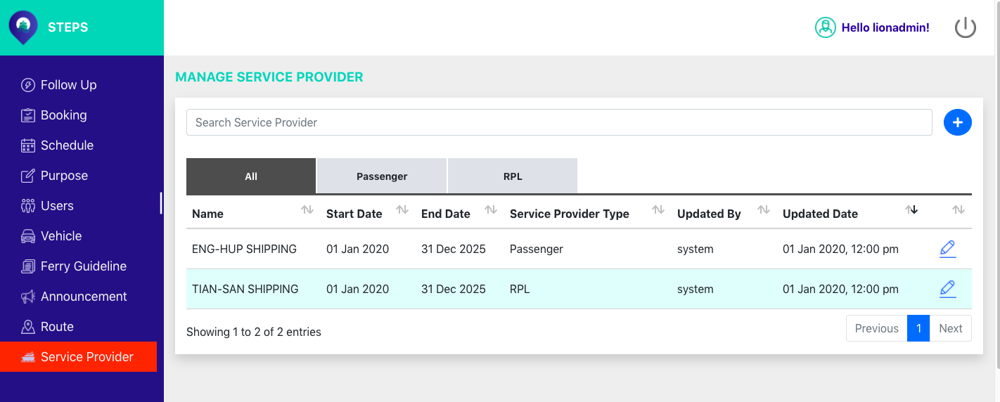 STEPS
Hello lionadmin!
Follow Up
Booking
Schedule
Purpose
Users
Vehicle
Ferry Guideline
Announcement
Route
Service Provider
MANAGE SERVICE PROVIDER
Search Service Provider
All Passenger RPL
Name Start Date End Date Service Provider Type Updated By Updated Date
ENG-HUP SHIPPING 01 Jan 2020 31 Dec 2025 Passenger system 01 Jan 2020, 12:00 pm
TIAN-SAN SHIPPING 01 Jan 2020 31 Dec 2025 RPL system 01 Jan 2020, 12:00 pm
Showing 1 to 2 of 2 entries
Previous 1 Next